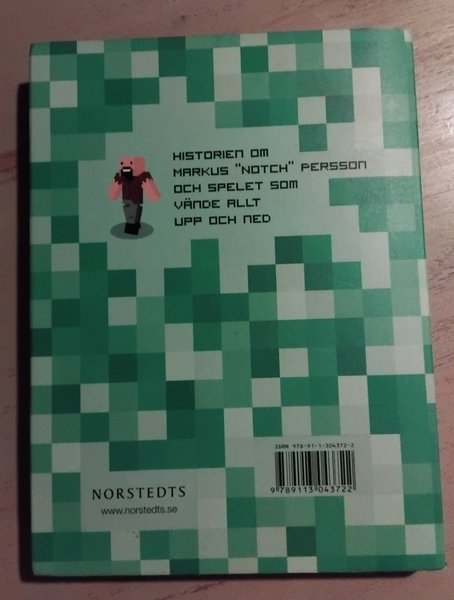 HISTORIEN OM
MARKUS "NOTCH" PERSSON
OCH SPELET SOM
VÄNDE ALLT
UPP OCH NED
ISBN 978-91-1-304372-2
9 789113 043722
NORSTEDTS
www.norstedts.se